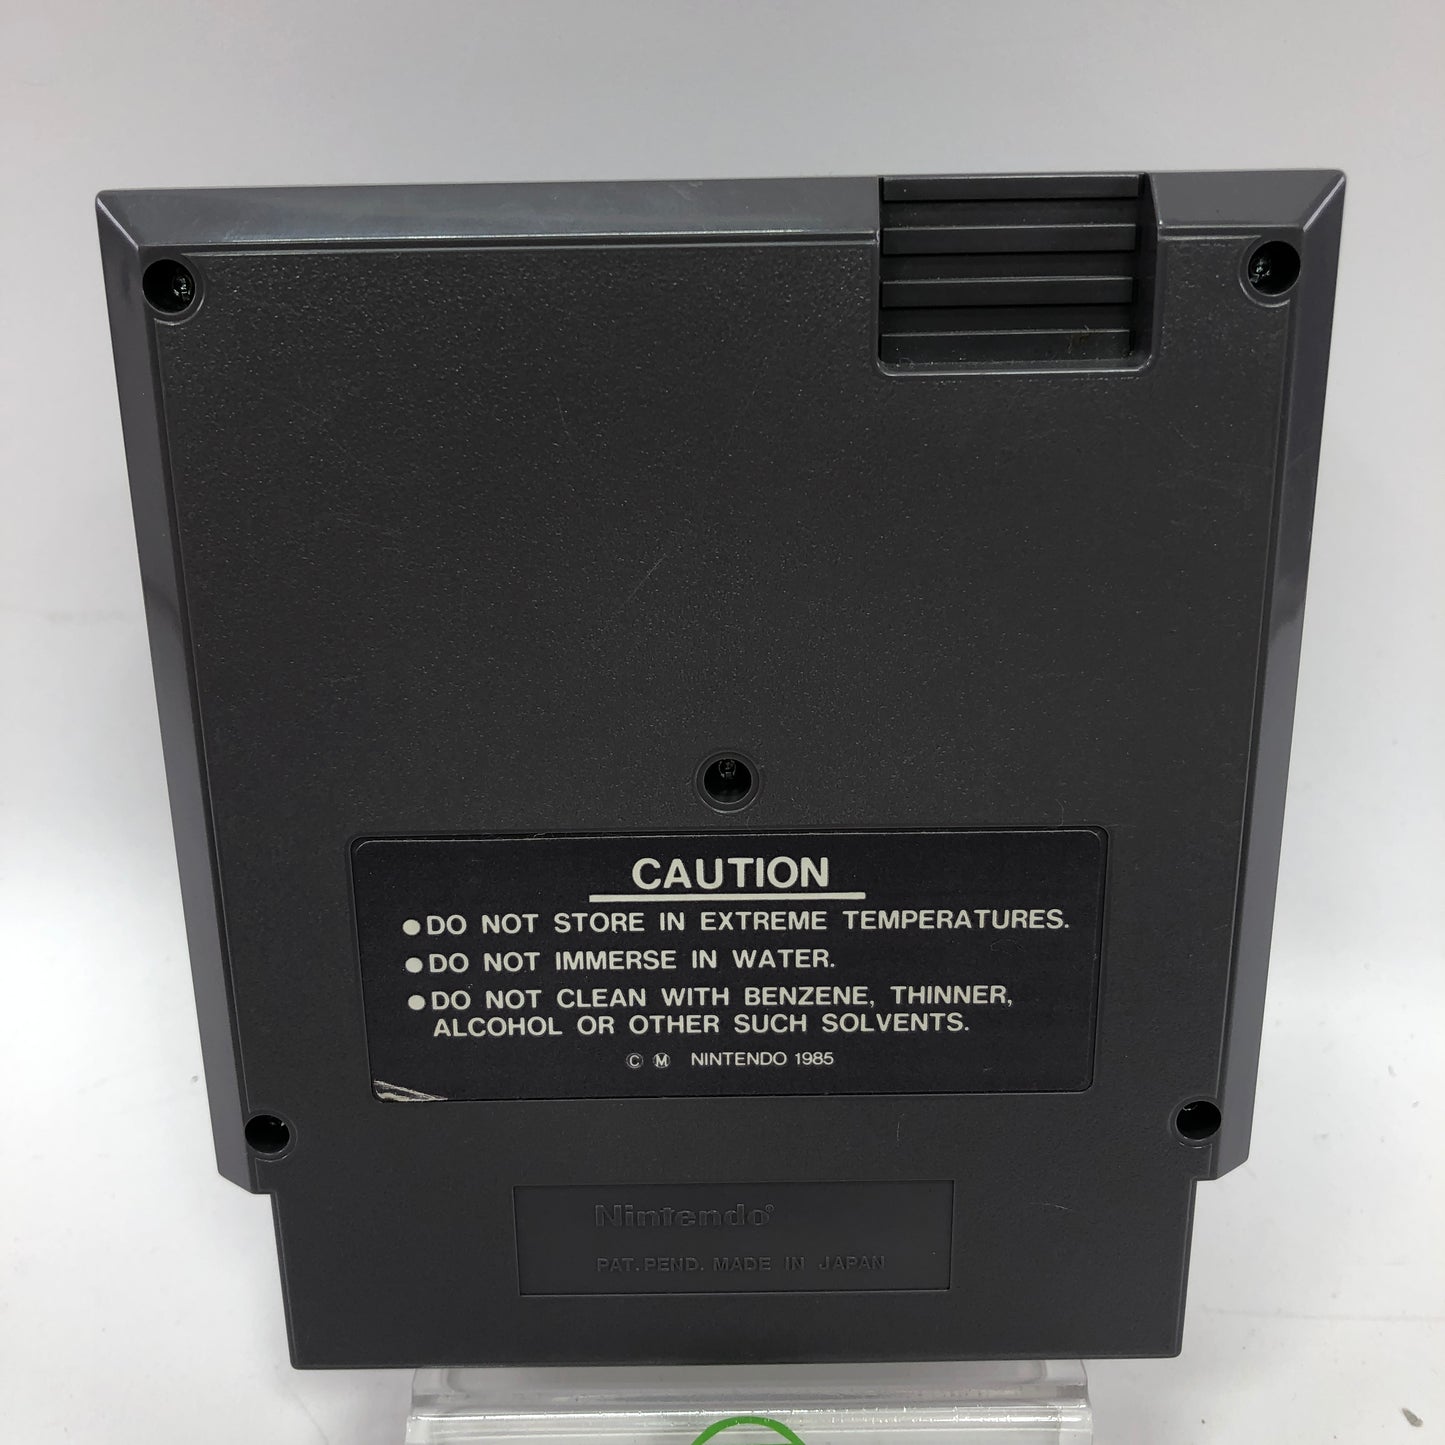 CAUTION
●DO NOT STORE IN EXTREME TEMPERATURES.
●DO NOT IMMERSE IN WATER.
●DO NOT CLEAN WITH BENZENE, THINNER,
ALCOHOL OR OTHER SUCH SOLVENTS.
© Ⓜ NINTENDO 1985
Nintendo®
PAT. PEND. MADE IN JAPAN